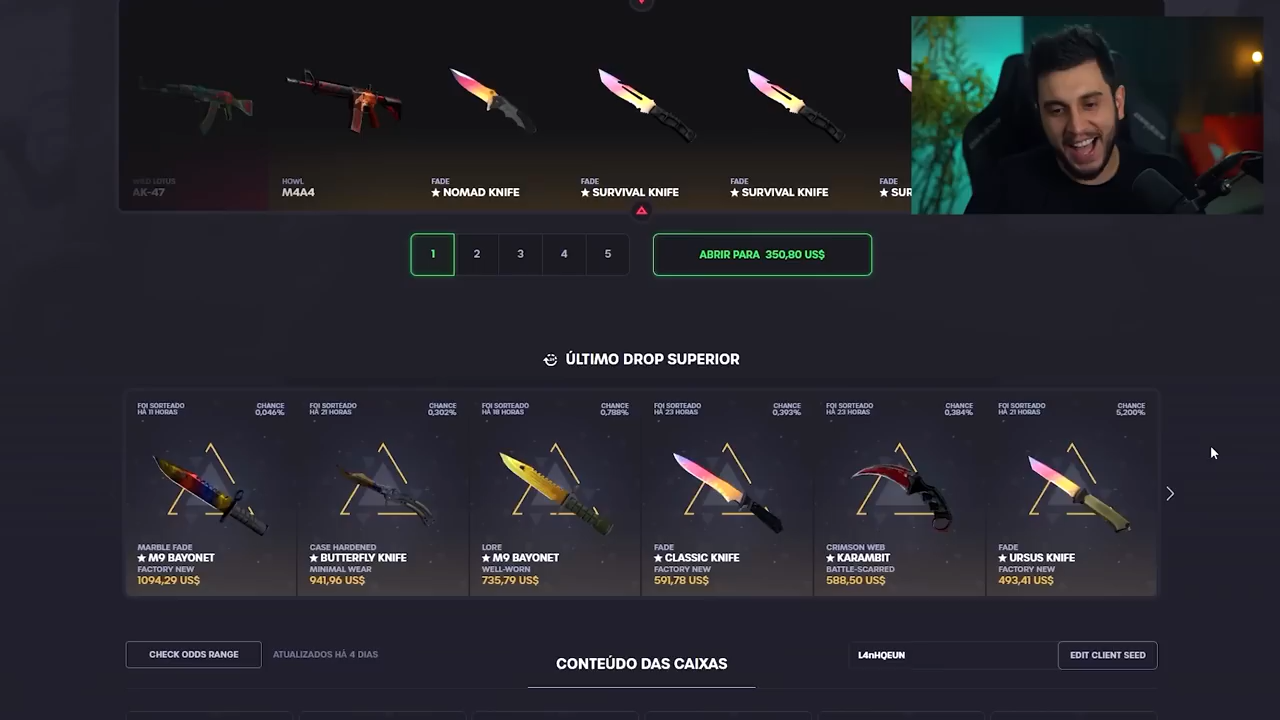 WILD LOTUS
AK-47
HOWL
M4A4
FADE
★ NOMAD KNIFE
FADE
★ SURVIVAL KNIFE
FADE
★ SURVIVAL KNIFE
FADE
★ SUR
1
2
3
4
5
ABRIR PARA 350,80 US$
ÚLTIMO DROP SUPERIOR
FOI SORTEADO
HÁ 11 HORAS
CHANCE
0,046%
MARBLE FADE
★ M9 BAYONET
FACTORY NEW
1094,29 US$
FOI SORTEADO
HÁ 21 HORAS
CHANCE
0,302%
CASE HARDENED
★ BUTTERFLY KNIFE
MINIMAL WEAR
941,96 US$
FOI SORTEADO
HÁ 18 HORAS
CHANCE
0,788%
LORE
★ M9 BAYONET
WELL-WORN
735,79 US$
FOI SORTEADO
HÁ 23 HORAS
CHANCE
0,393%
FADE
★ CLASSIC KNIFE
FACTORY NEW
591,78 US$
FOI SORTEADO
HÁ 23 HORAS
CHANCE
0,384%
CRIMSON WEB
★ KARAMBIT
BATTLE-SCARRED
588,50 US$
FOI SORTEADO
HÁ 21 HORAS
CHANCE
5,200%
FADE
★ URSUS KNIFE
FACTORY NEW
493,41 US$
CHECK ODDS RANGE
ATUALIZADOS HÁ 4 DIAS
CONTEÚDO DAS CAIXAS
L4nHQEUN
EDIT CLIENT SEED